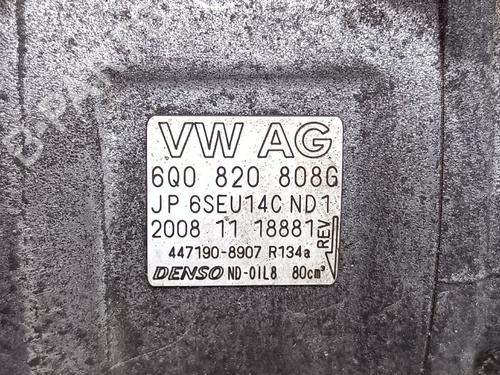 VW AG
6Q0 820 808G
JP 6SEU14C ND1
2008 11 18881
REV
447190-8907 R134a
DENSO ND-OIL8 80cm³